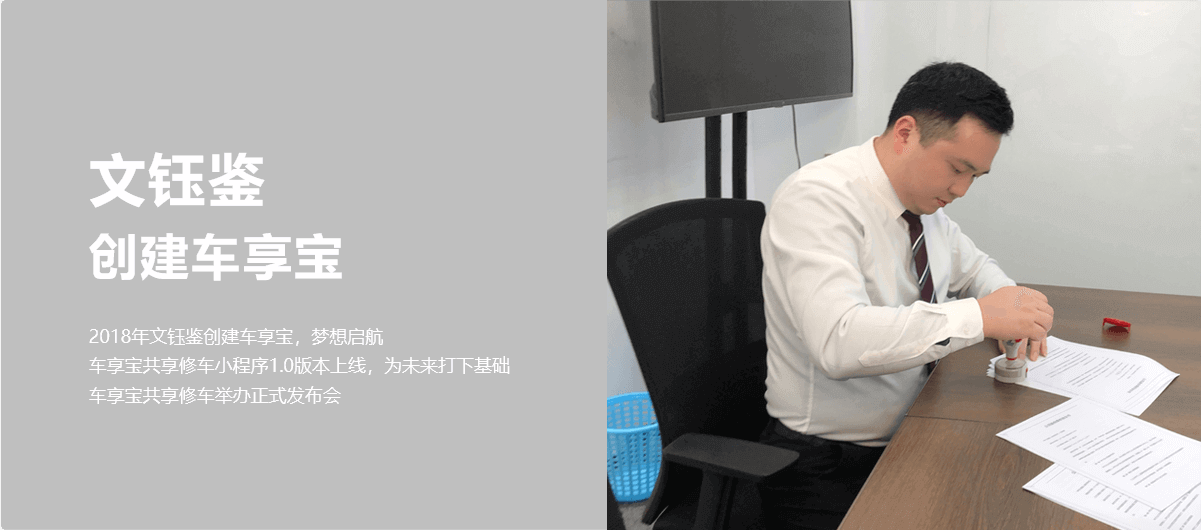 文钰鉴
创建车享宝
2018年文钰鉴创建车享宝，梦想启航
车享宝共享修车小程序1.0版本上线，为未来打下基础
车享宝共享修车举办正式发布会